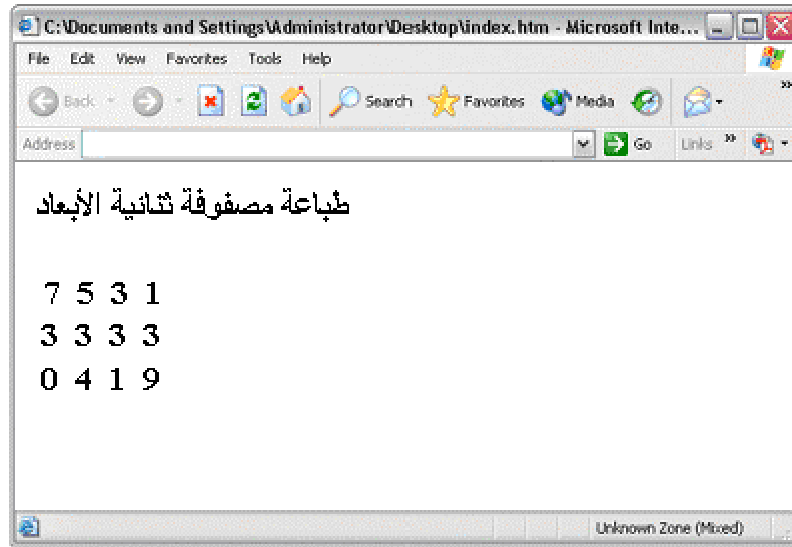 C:\Documents and Settings\Administrator\Desktop\index.htm - Microsoft Inte...
File Edit View Favorites Tools Help
Back Search Favorites Media
Address Go Links
طباعة مصفوفة ثنائية الأبعاد
7 5 3 1
3 3 3 3
0 4 1 9
Unknown Zone (Mixed)